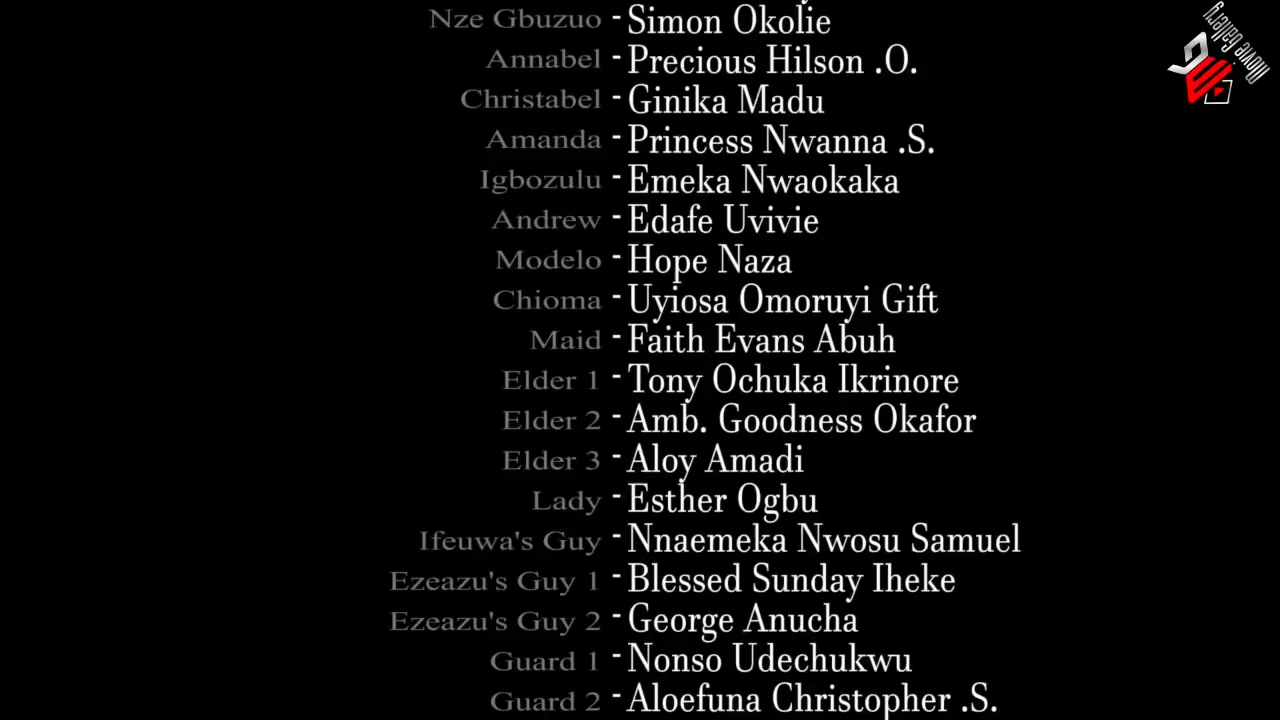 Nze Gbuzuo - Simon Okolie
Annabel - Precious Hilson .O.
Christabel - Ginika Madu
Amanda - Princess Nwanna .S.
Igbozulu - Emeka Nwaokaka
Andrew - Edafe Uvivie
Modelo - Hope Naza
Chioma - Uyiosa Omoruyi Gift
Maid - Faith Evans Abuh
Elder 1 - Tony Ochuka Ikrinore
Elder 2 - Amb. Goodness Okafor
Elder 3 - Aloy Amadi
Lady - Esther Ogbu
Ifeuwa's Guy - Nnaemeka Nwosu Samuel
Ezeazu's Guy 1 - Blessed Sunday Iheke
Ezeazu's Guy 2 - George Anucha
Guard 1 - Nonso Udechukwu
Guard 2 - Aloefuna Christopher .S.
Movie Gallery